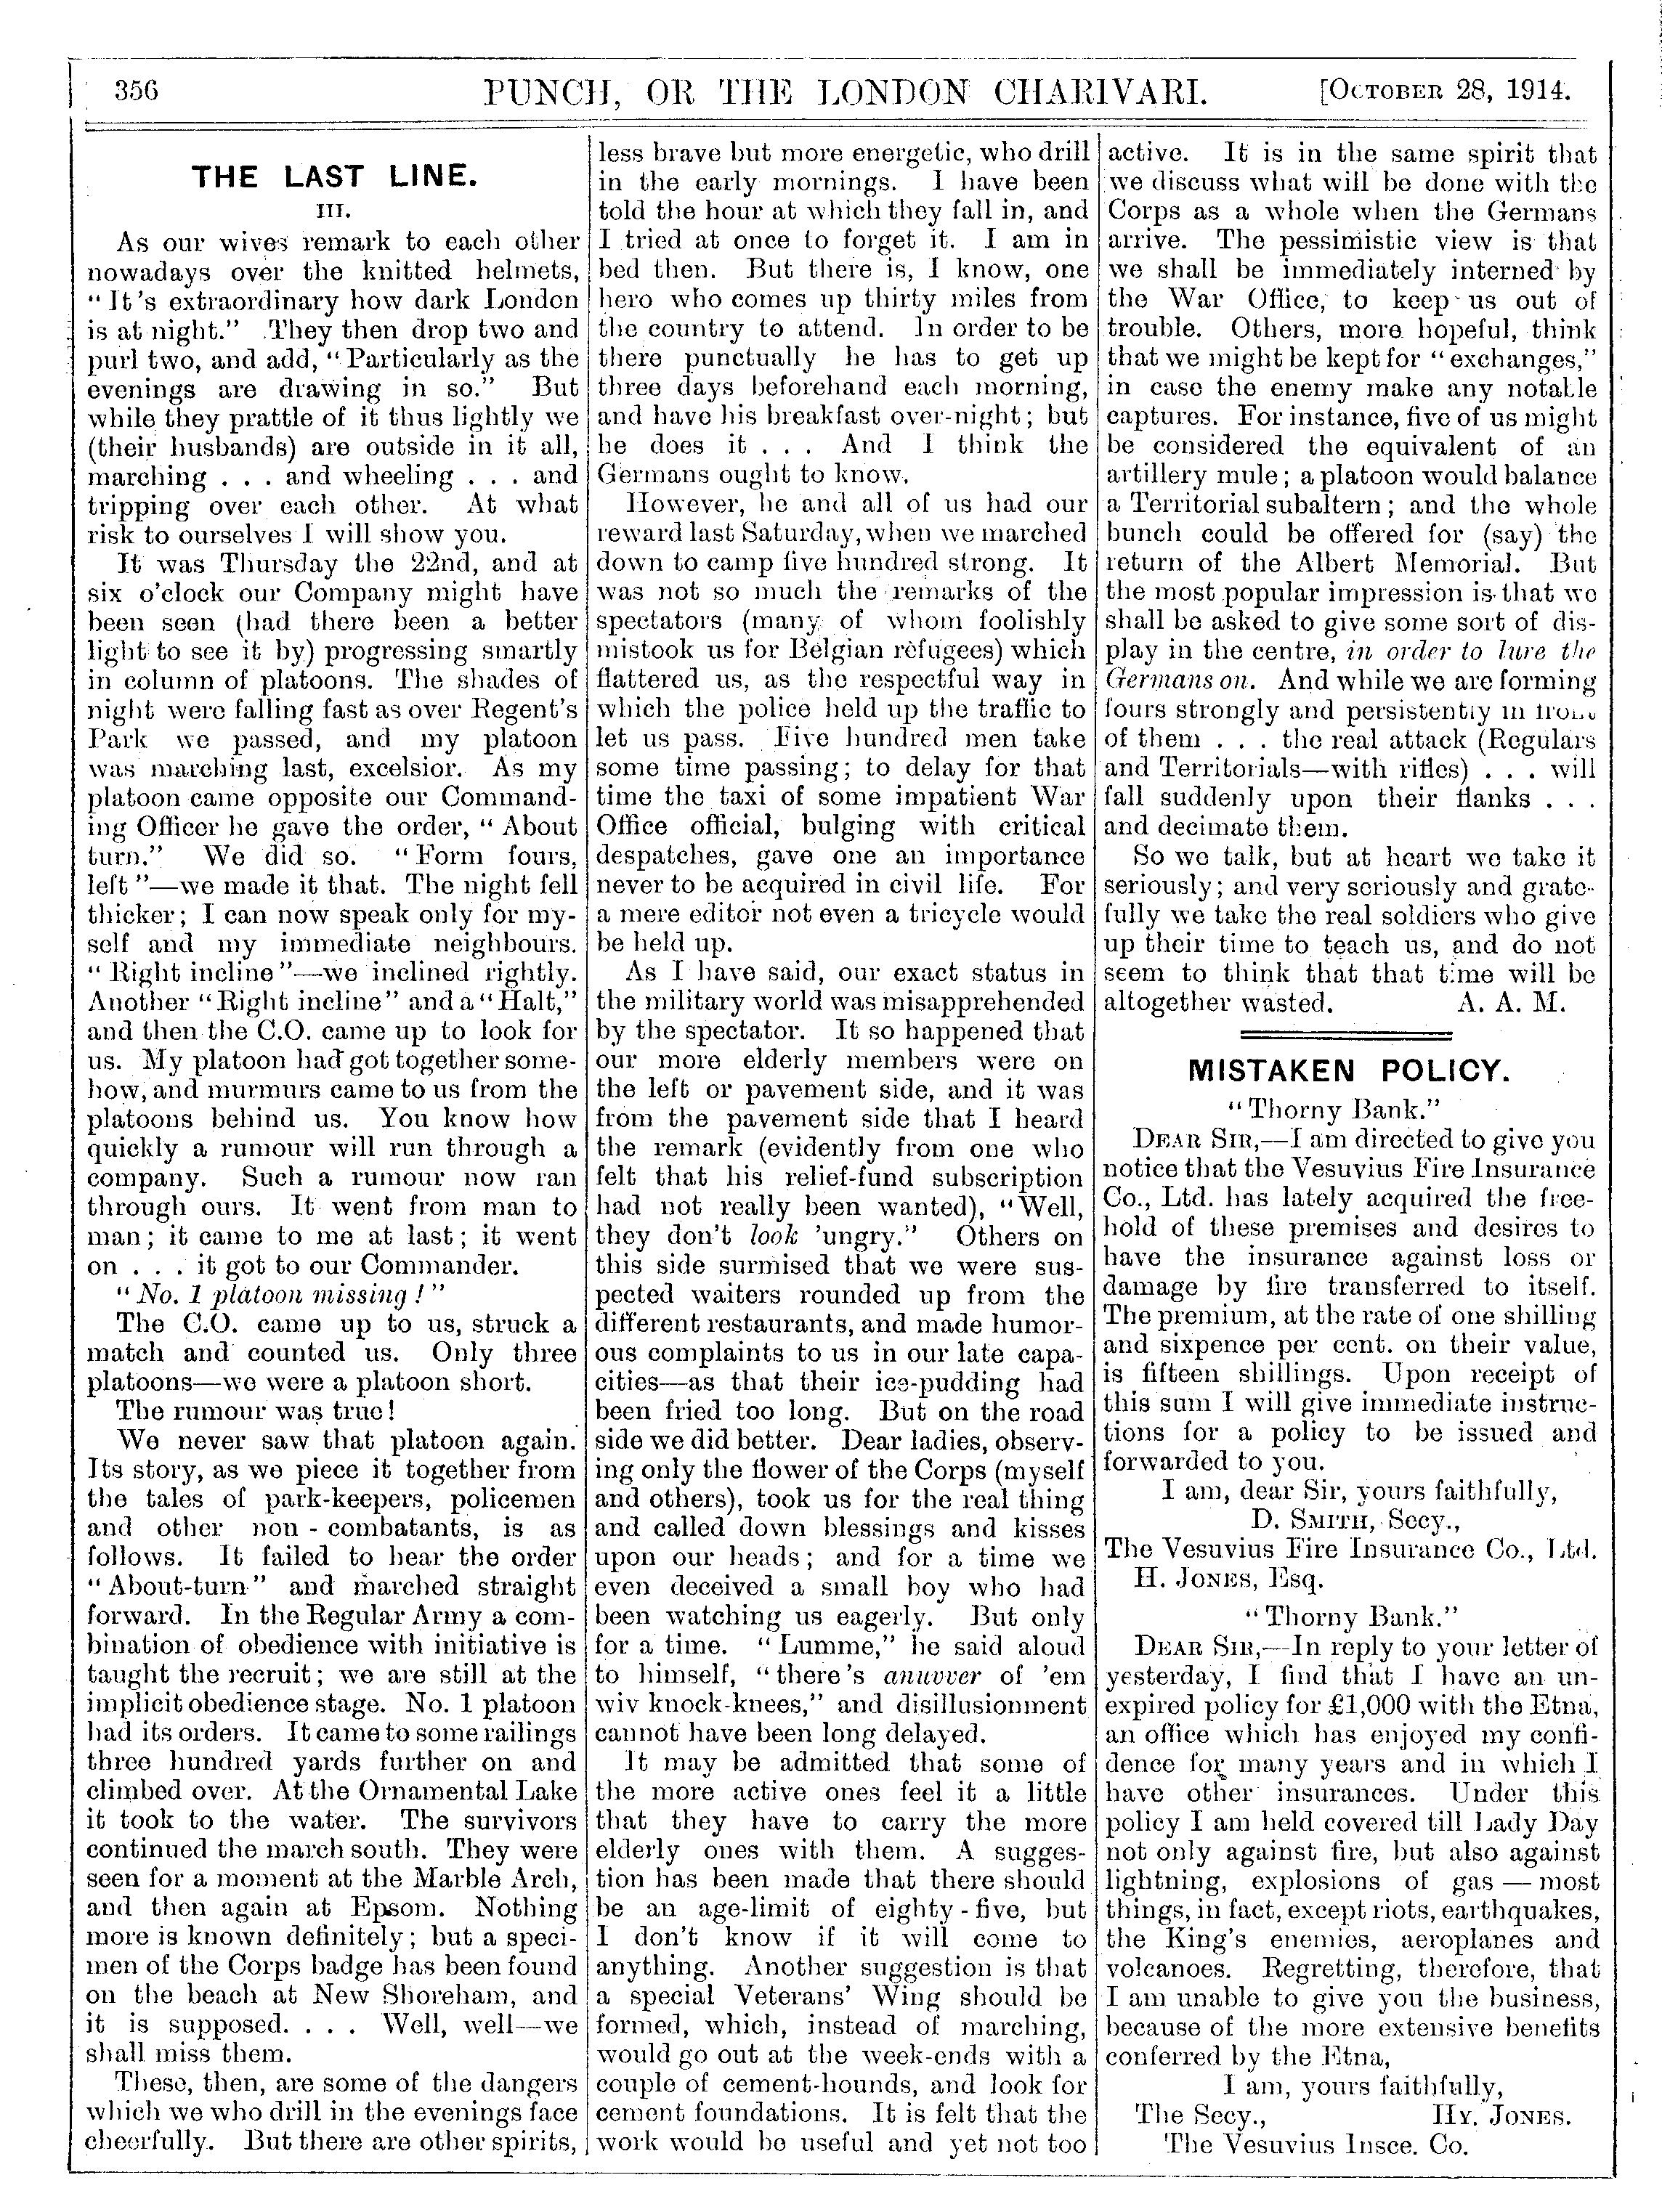 356
PUNCH, OR THE LONDON CHARIVARI.
[OCTOBER 28, 1914.
THE LAST LINE.
III.
As our wives remark to each other
nowadays over the knitted helmets,
"It's extraordinary how dark London
is at night." They then drop two and
purl two, and add, "Particularly as the
evenings are drawing in so." But
while they prattle of it thus lightly we
(their husbands) are outside in it all,
marching . . . and wheeling . . . and
tripping over each other. At what
risk to ourselves I will show you.
It was Thursday the 22nd, and at
six o'clock our Company might have
been seen (had there been a better
light to see it by) progressing smartly
in column of platoons. The shades of
night were falling fast as over Regent's
Park we passed, and my platoon
was marching last, excelsior. As my
platoon came opposite our Command-
ing Officer he gave the order, "About
turn." We did so. "Form fours,
left"—we made it that. The night fell
thicker; I can now speak only for my-
self and my immediate neighbours.
"Right incline"—we inclined rightly.
Another "Right incline" and a "Halt,"
and then the C.O. came up to look for
us. My platoon had got together some-
how, and murmurs came to us from the
platoons behind us. You know how
quickly a rumour will run through a
company. Such a rumour now ran
through ours. It went from man to
man; it came to me at last; it went
on . . . it got to our Commander.
"No. 1 platoon missing!"
The C.O. came up to us, struck a
match and counted us. Only three
platoons—we were a platoon short.
The rumour was true!
We never saw that platoon again.
Its story, as we piece it together from
the tales of park-keepers, policemen
and other non-combatants, is as
follows. It failed to hear the order
"About-turn" and marched straight
forward. In the Regular Army a com-
bination of obedience with initiative is
taught the recruit; we are still at the
implicit obedience stage. No. 1 platoon
had its orders. It came to some railings
three hundred yards further on and
climbed over. At the Ornamental Lake
it took to the water. The survivors
continued the march south. They were
seen for a moment at the Marble Arch,
and then again at Epsom. Nothing
more is known definitely; but a speci-
men of the Corps badge has been found
on the beach at New Shoreham, and
it is supposed. . . . Well, well—we
shall miss them.
These, then, are some of the dangers
which we who drill in the evenings face
cheerfully. But there are other spirits,
less brave but more energetic, who drill
in the early mornings. I have been
told the hour at which they fall in, and
I tried at once to forget it. I am in
bed then. But there is, I know, one
hero who comes up thirty miles from
the country to attend. In order to be
there punctually he has to get up
three days beforehand each morning,
and have his breakfast over-night; but
he does it . . . And I think the
Germans ought to know.
However, he and all of us had our
reward last Saturday, when we marched
down to camp five hundred strong. It
was not so much the remarks of the
spectators (many of whom foolishly
mistook us for Belgian refugees) which
flattered us, as the respectful way in
which the police held up the traffic to
let us pass. Five hundred men take
some time passing; to delay for that
time the taxi of some impatient War
Office official, bulging with critical
despatches, gave one an importance
never to be acquired in civil life. For
a mere editor not even a tricycle would
be held up.
As I have said, our exact status in
the military world was misapprehended
by the spectator. It so happened that
our more elderly members were on
the left or pavement side, and it was
from the pavement side that I heard
the remark (evidently from one who
felt that his relief-fund subscription
had not really been wanted), "Well,
they don't look 'ungry." Others on
this side surmised that we were sus-
pected waiters rounded up from the
different restaurants, and made humor-
ous complaints to us in our late capa-
cities—as that their ice-pudding had
been fried too long. But on the road
side we did better. Dear ladies, observ-
ing only the flower of the Corps (myself
and others), took us for the real thing
and called down blessings and kisses
upon our heads; and for a time we
even deceived a small boy who had
been watching us eagerly. But only
for a time. "Lumme," he said aloud
to himself, "there's anuvver of 'em
wiv knock-knees," and disillusionment
cannot have been long delayed.
It may be admitted that some of
the more active ones feel it a little
that they have to carry the more
elderly ones with them. A sugges-
tion has been made that there should
be an age-limit of eighty-five, but
I don't know if it will come to
anything. Another suggestion is that
a special Veterans' Wing should be
formed, which, instead of marching,
would go out at the week-ends with a
couple of cement-hounds, and look for
cement foundations. It is felt that the
work would be useful and yet not too
active. It is in the same spirit that
we discuss what will be done with the
Corps as a whole when the Germans
arrive. The pessimistic view is that
we shall be immediately interned by
the War Office, to keep us out of
trouble. Others, more hopeful, think
that we might be kept for "exchanges,"
in case the enemy make any notable
captures. For instance, five of us might
be considered the equivalent of an
artillery mule; a platoon would balance
a Territorial subaltern; and the whole
bunch could be offered for (say) the
return of the Albert Memorial. But
the most popular impression is that we
shall be asked to give some sort of dis-
play in the centre, in order to lure the
Germans on. And while we are forming
fours strongly and persistently in front
of them . . . the real attack (Regulars
and Territorials—with rifles) . . . will
fall suddenly upon their flanks . . .
and decimate them.
So we talk, but at heart we take it
seriously; and very seriously and grate-
fully we take the real soldiers who give
up their time to teach us, and do not
seem to think that that time will be
altogether wasted. A. A. M.
MISTAKEN POLICY.
"Thorny Bank."
DEAR SIR,—I am directed to give you
notice that the Vesuvius Fire Insurance
Co., Ltd. has lately acquired the free-
hold of these premises and desires to
have the insurance against loss or
damage by fire transferred to itself.
The premium, at the rate of one shilling
and sixpence per cent. on their value,
is fifteen shillings. Upon receipt of
this sum I will give immediate instruc-
tions for a policy to be issued and
forwarded to you.
I am, dear Sir, yours faithfully,
D. SMITH, Secy.,
The Vesuvius Fire Insurance Co., Ltd.
H. JONES, Esq.
"Thorny Bank."
DEAR SIR,—In reply to your letter of
yesterday, I find that I have an un-
expired policy for £1,000 with the Etna,
an office which has enjoyed my confi-
dence for many years and in which I
have other insurances. Under this
policy I am held covered till Lady Day
not only against fire, but also against
lightning, explosions of gas — most
things, in fact, except riots, earthquakes,
the King's enemies, aeroplanes and
volcanoes. Regretting, therefore, that
I am unable to give you the business,
because of the more extensive benefits
conferred by the Etna,
I am, yours faithfully,
The Secy., HY. JONES.
The Vesuvius Insce. Co.